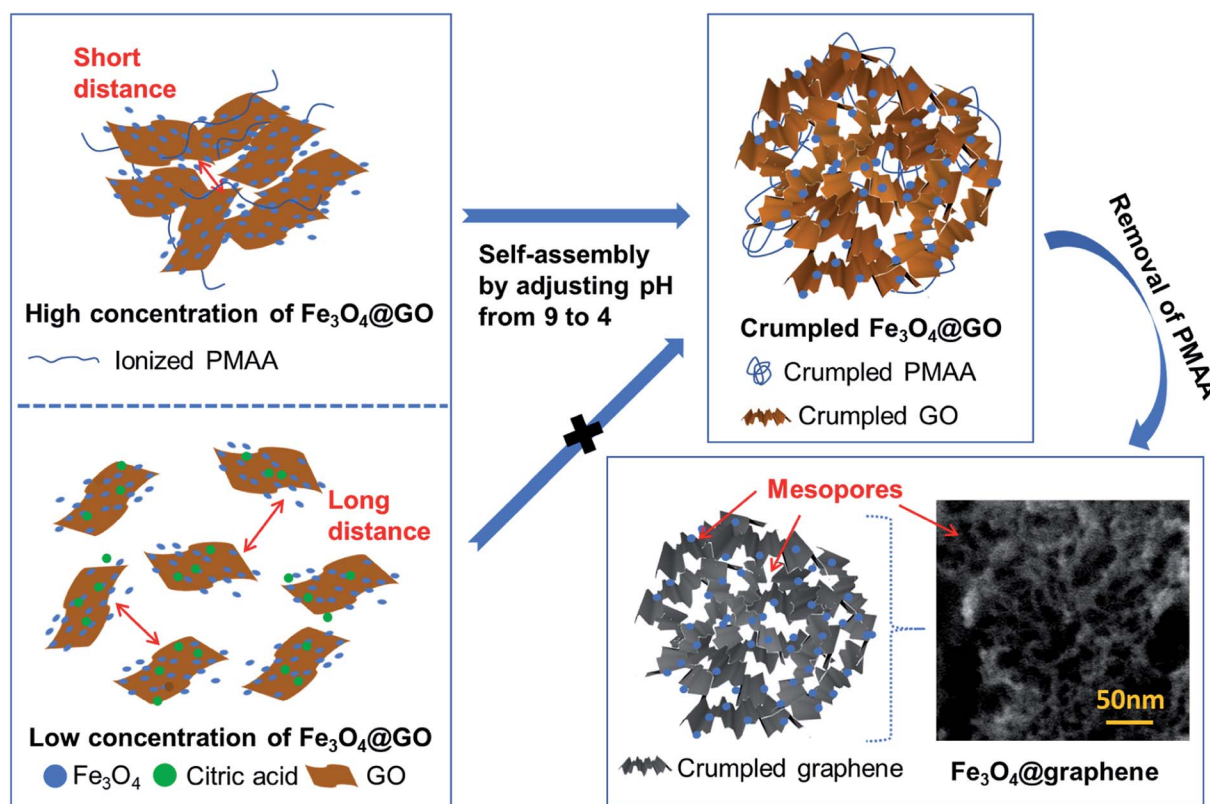 Short
distance
High concentration of Fe₃O₄@GO
Ionized PMAA
Long
distance
Low concentration of Fe₃O₄@GO
Fe₃O₄
Citric acid
GO
Self-assembly
by adjusting pH
from 9 to 4
Crumpled Fe₃O₄@GO
Crumpled PMAA
Crumpled GO
Removal of PMAA
Mesopores
50nm
Crumpled graphene
Fe₃O₄@graphene